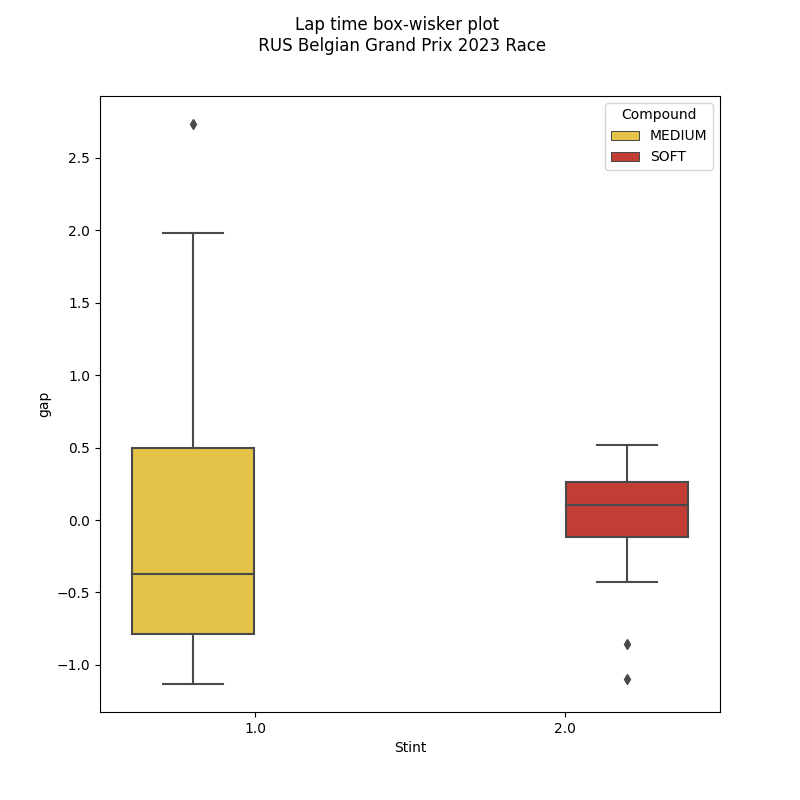 Lap time box-wisker plot
RUS Belgian Grand Prix 2023 Race
Compound
MEDIUM
SOFT
2.5
2.0
1.5
1.0
0.5
0.0
−0.5
−1.0
gap
1.0
2.0
Stint